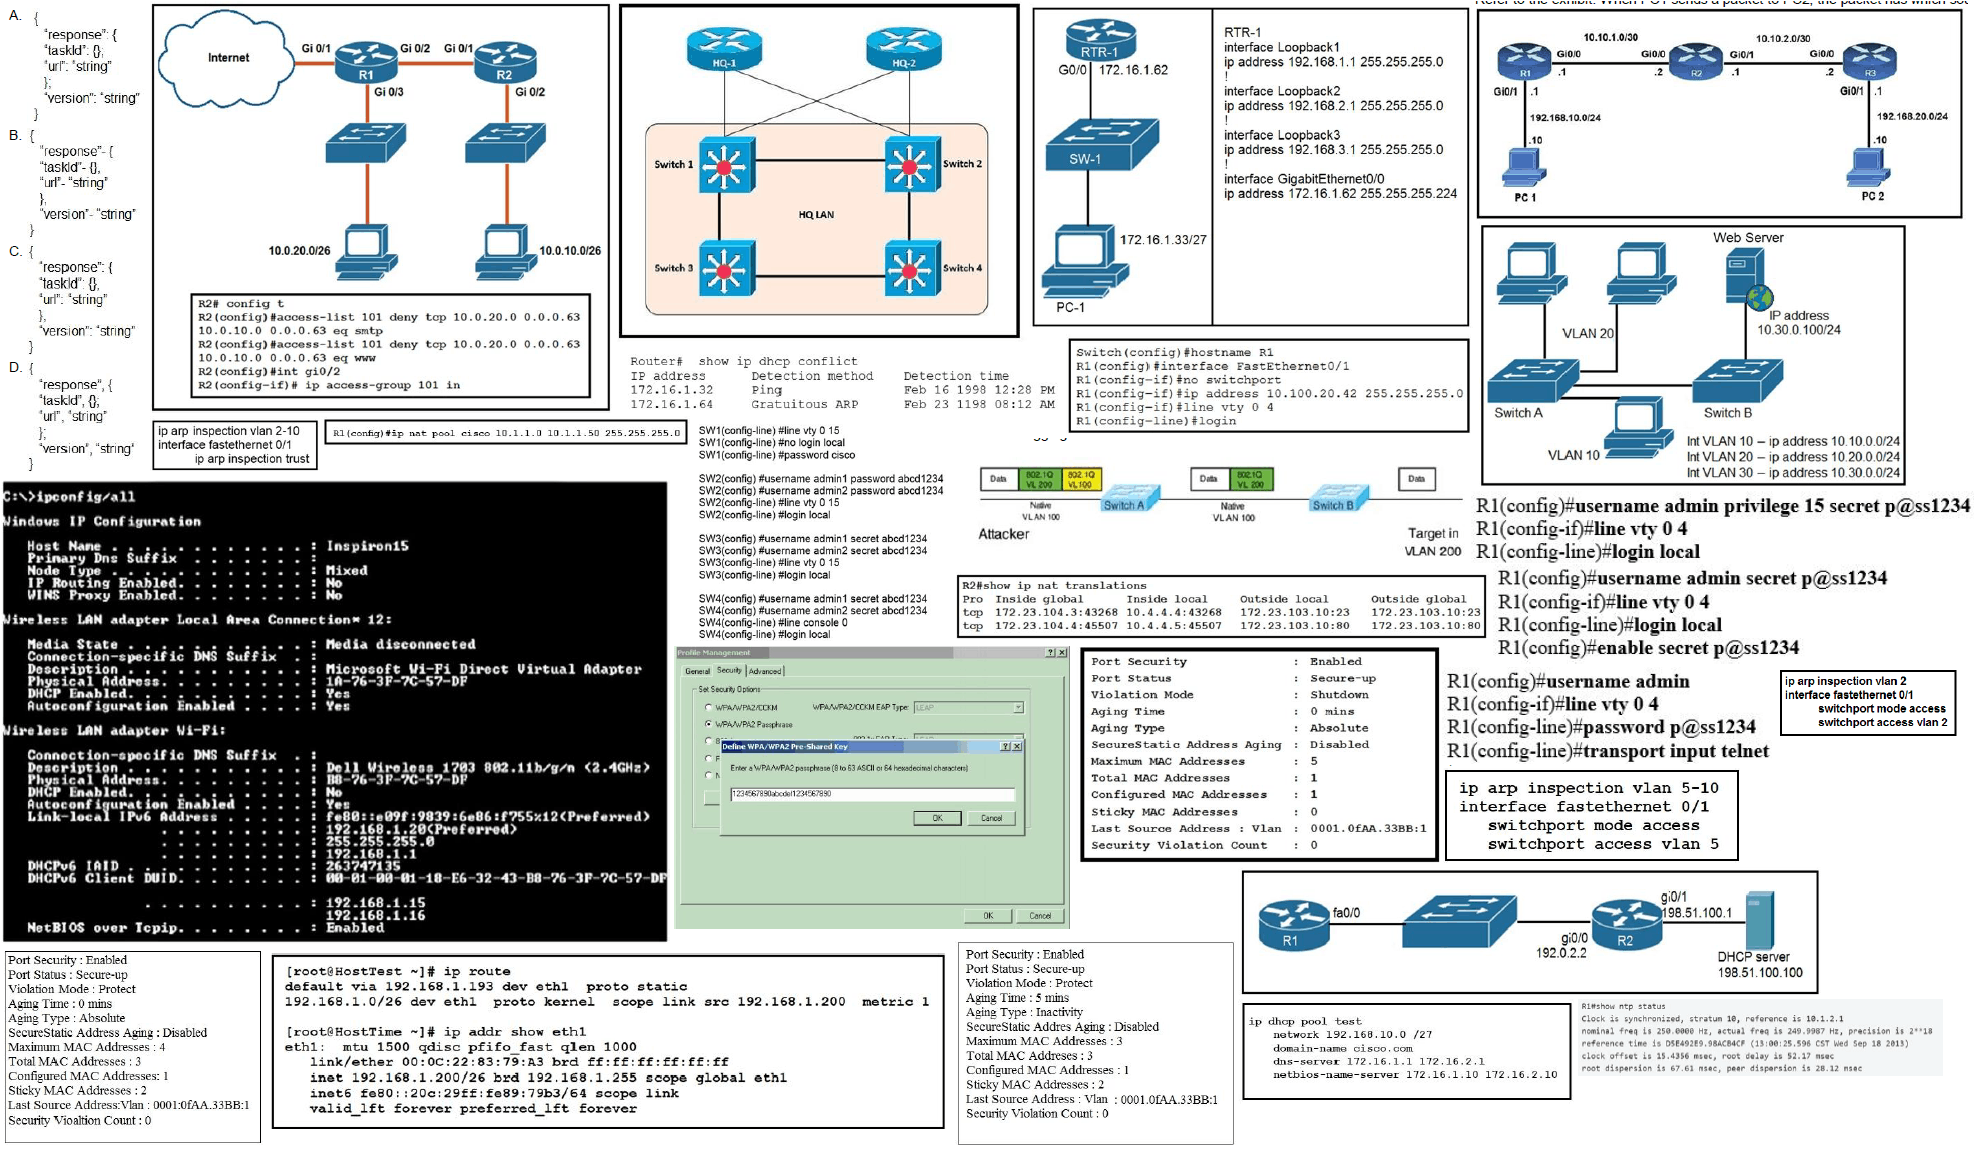 A. {
"response": {
"taskId": {};
"url": "string"
};
"version": "string"
}
B. {
"response"- {
"taskId"- {},
"url"- "string"
},
"version"- "string"
}
C. {
"response": {
"taskId": {},
"url": "string"
},
"version": "string"
}
D. {
"response", {
"taskId", {};
"url", "string"
};
"version", "string"
}
Internet
Gi 0/1
Gi 0/2
Gi 0/1
R1
R2
Gi 0/3
Gi 0/2
10.0.20.0/26
10.0.10.0/26
R2# config t
R2(config)#access-list 101 deny tcp 10.0.20.0 0.0.0.63
10.0.10.0 0.0.0.63 eq smtp
R2(config)#access-list 101 deny tcp 10.0.20.0 0.0.0.63
10.0.10.0 0.0.0.63 eq www
R2(config)#int gi0/2
R2(config-if)# ip access-group 101 in
HQ-1
HQ-2
Switch 1
Switch 2
HQ LAN
Switch 3
Switch 4
RTR-1
G0/0
172.16.1.62
SW-1
172.16.1.33/27
PC-1
RTR-1
interface Loopback1
ip address 192.168.1.1 255.255.255.0
!
interface Loopback2
ip address 192.168.2.1 255.255.255.0
!
interface Loopback3
ip address 192.168.3.1 255.255.255.0
!
interface GigabitEthernet0/0
ip address 172.16.1.62 255.255.255.224
Refer to the exhibit. When PC1 sends a packet to PC2, the packet has which set
10.10.1.0/30
10.10.2.0/30
Gi0/0
Gi0/0
Gi0/1
Gi0/0
R1
.1
.2
R2
.1
.2
R3
Gi0/1
.1
Gi0/1
.1
192.168.10.0/24
192.168.20.0/24
.10
.10
PC 1
PC 2
Web Server
IP address
10.30.0.100/24
VLAN 20
Switch A
Switch B
VLAN 10
Int VLAN 10 – ip address 10.10.0.0/24
Int VLAN 20 – ip address 10.20.0.0/24
Int VLAN 30 – ip address 10.30.0.0/24
Router# show ip dhcp conflict
IP address Detection method Detection time
172.16.1.32 Ping Feb 16 1998 12:28 PM
172.16.1.64 Gratuitous ARP Feb 23 1198 08:12 AM
Switch(config)#hostname R1
R1(config)#interface FastEthernet0/1
R1(config-if)#no switchport
R1(config-if)#ip address 10.100.20.42 255.255.255.0
R1(config-if)#line vty 0 4
R1(config-line)#login
ip arp inspection vlan 2-10
interface fastethernet 0/1
ip arp inspection trust
R1(config)#ip nat pool cisco 10.1.1.0 10.1.1.50 255.255.255.0
SW1(config-line) #line vty 0 15
SW1(config-line) #no login local
SW1(config-line) #password cisco
SW2(config) #username admin1 password abcd1234
SW2(config) #username admin2 password abcd1234
SW2(config-line) #line vty 0 15
SW2(config-line) #login local
SW3(config) #username admin1 secret abcd1234
SW3(config) #username admin2 secret abcd1234
SW3(config-line) #line vty 0 15
SW3(config-line) #login local
SW4(config) #username admin1 secret abcd1234
SW4(config) #username admin2 secret abcd1234
SW4(config-line) #line console 0
SW4(config-line) #login local
Data
802.1Q
VL 200
802.1Q
VL 100
Data
802.1Q
VL 200
Data
Native
VLAN 100
Switch A
Native
VLAN 100
Switch B
Attacker
Target in
VLAN 200
R2#show ip nat translations
Pro Inside global Inside local Outside local Outside global
tcp 172.23.104.3:43268 10.4.4.4:43268 172.23.103.10:23 172.23.103.10:23
tcp 172.23.104.4:45507 10.4.4.5:45507 172.23.103.10:80 172.23.103.10:80
R1(config)#username admin privilege 15 secret p@ss1234
R1(config-if)#line vty 0 4
R1(config-line)#login local
R1(config)#username admin secret p@ss1234
R1(config-if)#line vty 0 4
R1(config-line)#login local
R1(config)#enable secret p@ss1234
R1(config)#username admin
R1(config-if)#line vty 0 4
R1(config-line)#password p@ss1234
R1(config-line)#transport input telnet
ip arp inspection vlan 2
interface fastethernet 0/1
switchport mode access
switchport access vlan 2
ip arp inspection vlan 5-10
interface fastethernet 0/1
switchport mode access
switchport access vlan 5
C:\>ipconfig/all
Windows IP Configuration
Host Name . . . . . . . . . . . . : Inspiron15
Primary Dns Suffix . . . . . . . :
Node Type . . . . . . . . . . . . : Mixed
IP Routing Enabled. . . . . . . . : No
WINS Proxy Enabled. . . . . . . . : No
Wireless LAN adapter Local Area Connection* 12:
Media State . . . . . . . . . . . : Media disconnected
Connection-specific DNS Suffix . :
Description . . . . . . . . . . . : Microsoft Wi-Fi Direct Virtual Adapter
Physical Address. . . . . . . . . : 1A-76-3F-7C-57-DF
DHCP Enabled. . . . . . . . . . . : Yes
Autoconfiguration Enabled . . . . : Yes
Wireless LAN adapter Wi-Fi:
Connection-specific DNS Suffix . :
Description . . . . . . . . . . . : Dell Wireless 1703 802.11b/g/n (2.4GHz)
Physical Address. . . . . . . . . : B8-76-3F-7C-57-DF
DHCP Enabled. . . . . . . . . . . : No
Autoconfiguration Enabled . . . . : Yes
Link-local IPv6 Address . . . . . : fe80::e09f:9839:6e86:f755%12(Preferred)
. . . . . . . . . : 192.168.1.20(Preferred)
. . . . . . . . . : 255.255.255.0
. . . . . . . . . : 192.168.1.1
DHCPv6 IAID . . . . . . . . . . . : 263747135
DHCPv6 Client DUID. . . . . . . . : 00-01-00-01-18-E6-32-43-B8-76-3F-7C-57-DF
. . . . . . . . . . : 192.168.1.15
192.168.1.16
NetBIOS over Tcpip. . . . . . . . : Enabled
Profile Management
General
Security
Advanced
Set Security Options
WPA/WPA2/CCKM
WPA/WPA2/CCKM EAP Type:
LEAP
WPA/WPA2 Passphrase
Define WPA/WPA2 Pre-Shared Key
Enter a WPA/WPA2 passphrase (8 to 63 ASCII or 64 hexadecimal characters)
1234567890abcdef1234567890
OK
Cancel
OK
Cancel
Port Security : Enabled
Port Status : Secure-up
Violation Mode : Shutdown
Aging Time : 0 mins
Aging Type : Absolute
SecureStatic Address Aging : Disabled
Maximum MAC Addresses : 5
Total MAC Addresses : 1
Configured MAC Addresses : 1
Sticky MAC Addresses : 0
Last Source Address : Vlan : 0001.0fAA.33BB:1
Security Violation Count : 0
fa0/0
R1
gi0/0
192.0.2.2
R2
gi0/1
198.51.100.1
DHCP server
198.51.100.100
Port Security : Enabled
Port Status : Secure-up
Violation Mode : Protect
Aging Time : 0 mins
Aging Type : Absolute
SecureStatic Address Aging : Disabled
Maximum MAC Addresses : 4
Total MAC Addresses : 3
Configured MAC Addresses: 1
Sticky MAC Addresses : 2
Last Source Address:Vlan : 0001:0fAA.33BB:1
Security Vioaltion Count : 0
[root@HostTest ~]# ip route
default via 192.168.1.193 dev eth1 proto static
192.168.1.0/26 dev eth1 proto kernel scope link src 192.168.1.200 metric 1
[root@HostTime ~]# ip addr show eth1
eth1: mtu 1500 qdisc pfifo_fast qlen 1000
link/ether 00:0C:22:83:79:A3 brd ff:ff:ff:ff:ff:ff
inet 192.168.1.200/26 brd 192.168.1.255 scope global eth1
inet6 fe80::20c:29ff:fe89:79b3/64 scope link
valid_lft forever preferred_lft forever
Port Security : Enabled
Port Status : Secure-up
Violation Mode : Protect
Aging Time : 5 mins
Aging Type : Inactivity
SecureStatic Addres Aging : Disabled
Maximum MAC Addresses : 3
Total MAC Addresses : 3
Configured MAC Addresses : 1
Sticky MAC Addresses : 2
Last Source Address : Vlan : 0001.0fAA.33BB:1
Security Violation Count : 0
ip dhcp pool test
network 192.168.10.0 /27
domain-name cisco.com
dns-server 172.16.1.1 172.16.2.1
netbios-name-server 172.16.1.10 172.16.2.10
R1#show ntp status
Clock is synchronized, stratum 10, reference is 10.1.2.1
nominal freq is 250.0000 Hz, actual freq is 249.9987 Hz, precision is 2**18
reference time is D5E492E9.98ACB4CF (13:00:25.596 CST Wed Sep 18 2013)
clock offset is 15.4356 msec, root delay is 52.17 msec
root dispersion is 67.61 msec, peer dispersion is 28.12 msec